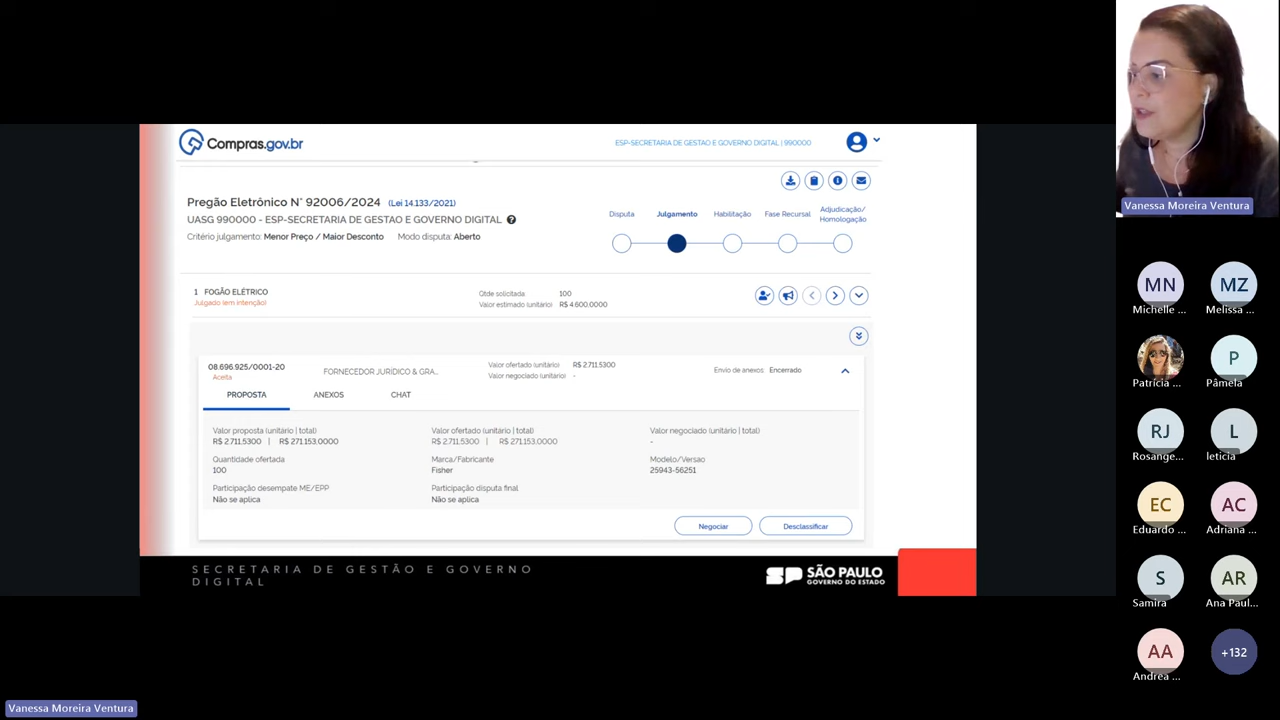 Compras.gov.br
ESP-SECRETARIA DE GESTAO E GOVERNO DIGITAL | 990000
Pregão Eletrônico N° 92006/2024 (Lei 14.133/2021)
UASG 990000 - ESP-SECRETARIA DE GESTAO E GOVERNO DIGITAL
Critério julgamento: Menor Preço / Maior Desconto Modo disputa: Aberto
Disputa
Julgamento
Habilitação
Fase Recursal
Adjudicação/
Homologação
1 FOGÃO ELÉTRICO
Julgado (em intenção)
Qtde solicitada 100
Valor estimado (unitário) R$ 4.600,0000
08.696.925/0001-20
Aceita
FORNECEDOR JURÍDICO & GRA...
Valor ofertado (unitário) R$ 2.711,5300
Valor negociado (unitário) -
Envio de anexos Encerrado
PROPOSTA
ANEXOS
CHAT
Valor proposta (unitário | total)
R$ 2.711,5300 | R$ 271.153,0000
Valor ofertado (unitário | total)
R$ 2.711,5300 | R$ 271.153,0000
Valor negociado (unitário | total)
-
Quantidade ofertada
100
Marca/Fabricante
Fisher
Modelo/Versao
25943-56251
Participação desempate ME/EPP
Não se aplica
Participação disputa final
Não se aplica
Negociar
Desclassificar
SECRETARIA DE GESTÃO E GOVERNO
DIGITAL
SP SÃO PAULO
GOVERNO DO ESTADO
Vanessa Moreira Ventura
MN
Michelle ...
MZ
Melissa ...
Patrícia ...
P
Pâmela
RJ
Rosange...
L
leticia
EC
Eduardo ...
AC
Adriana ...
S
Samira
AR
Ana Paul...
AA
Andrea ...
+132
Vanessa Moreira Ventura